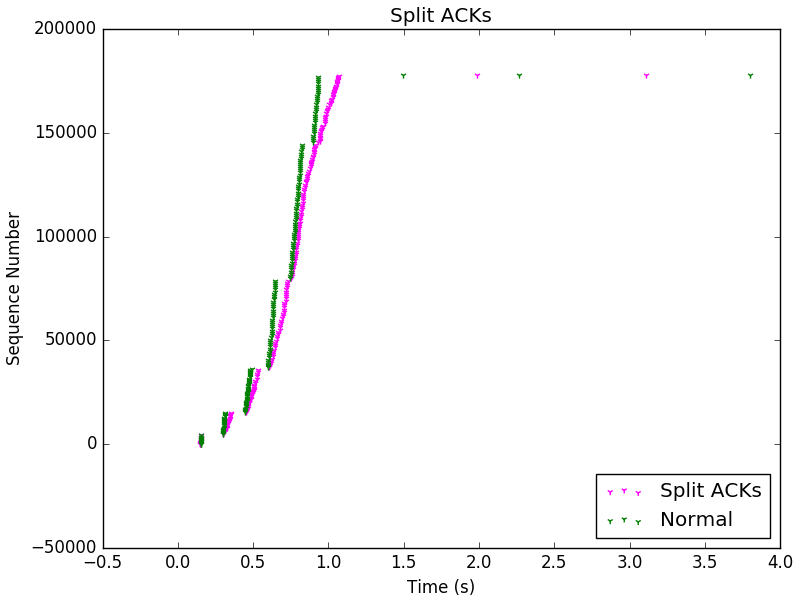 Split ACKs
200000
150000
100000
50000
0
−50000
Sequence Number
−0.5 0.0 0.5 1.0 1.5 2.0 2.5 3.0 3.5 4.0
Time (s)
Split ACKs
Normal